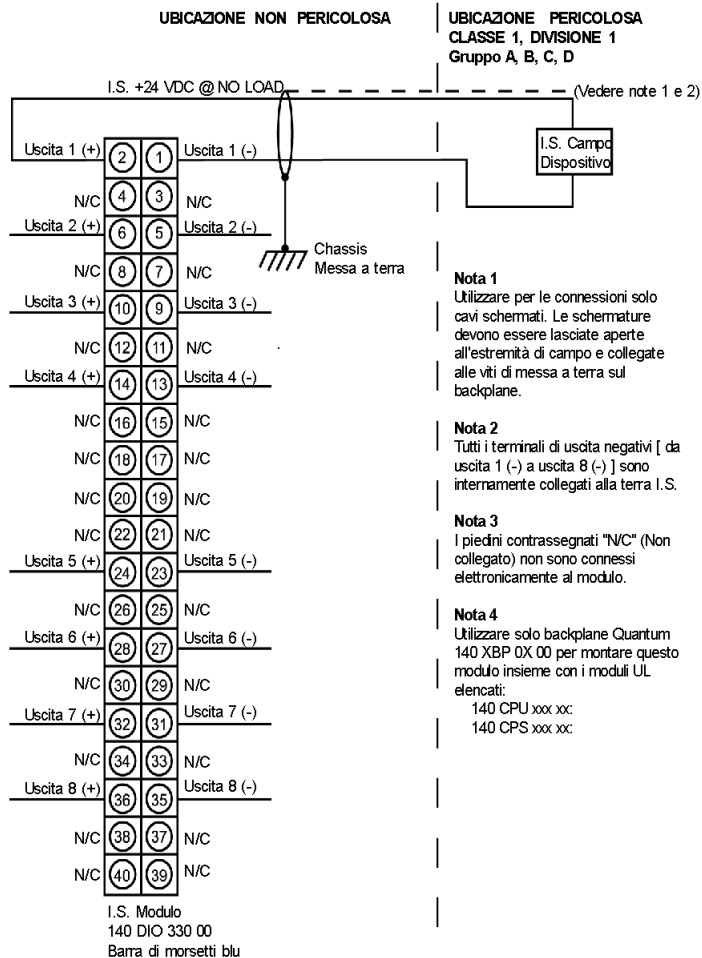 UBICAZIONE NON PERICOLOSA
UBICAZIONE PERICOLOSA
CLASSE 1, DIVISIONE 1
Gruppo A, B, C, D
I.S. +24 VDC @ NO LOAD
(Vedere note 1 e 2)
I.S. Campo
Dispositivo
Uscita 1 (+) 2 1 Uscita 1 (-)
N/C 4 3 N/C
Uscita 2 (+) 6 5 Uscita 2 (-)
N/C 8 7 N/C
Uscita 3 (+) 10 9 Uscita 3 (-)
N/C 12 11 N/C
Uscita 4 (+) 14 13 Uscita 4 (-)
N/C 16 15 N/C
N/C 18 17 N/C
N/C 20 19 N/C
N/C 22 21 N/C
Uscita 5 (+) 24 23 Uscita 5 (-)
N/C 26 25 N/C
Uscita 6 (+) 28 27 Uscita 6 (-)
N/C 30 29 N/C
Uscita 7 (+) 32 31 Uscita 7 (-)
N/C 34 33 N/C
Uscita 8 (+) 36 35 Uscita 8 (-)
N/C 38 37 N/C
N/C 40 39 N/C
Chassis
Messa a terra
I.S. Modulo
140 DIO 330 00
Barra di morsetti blu
Nota 1
Utilizzare per le connessioni solo
cavi schermati. Le schermature
devono essere lasciate aperte
all'estremità di campo e collegate
alle viti di messa a terra sul
backplane.
Nota 2
Tutti i terminali di uscita negativi [ da
uscita 1 (-) a uscita 8 (-) ] sono
internamente collegati alla terra I.S.
Nota 3
I piedini contrassegnati "N/C" (Non
collegato) non sono connessi
elettronicamente al modulo.
Nota 4
Utilizzare solo backplane Quantum
140 XBP 0X 00 per montare questo
modulo insieme con i moduli UL
elencati:
140 CPU xxx xx:
140 CPS xxx xx: